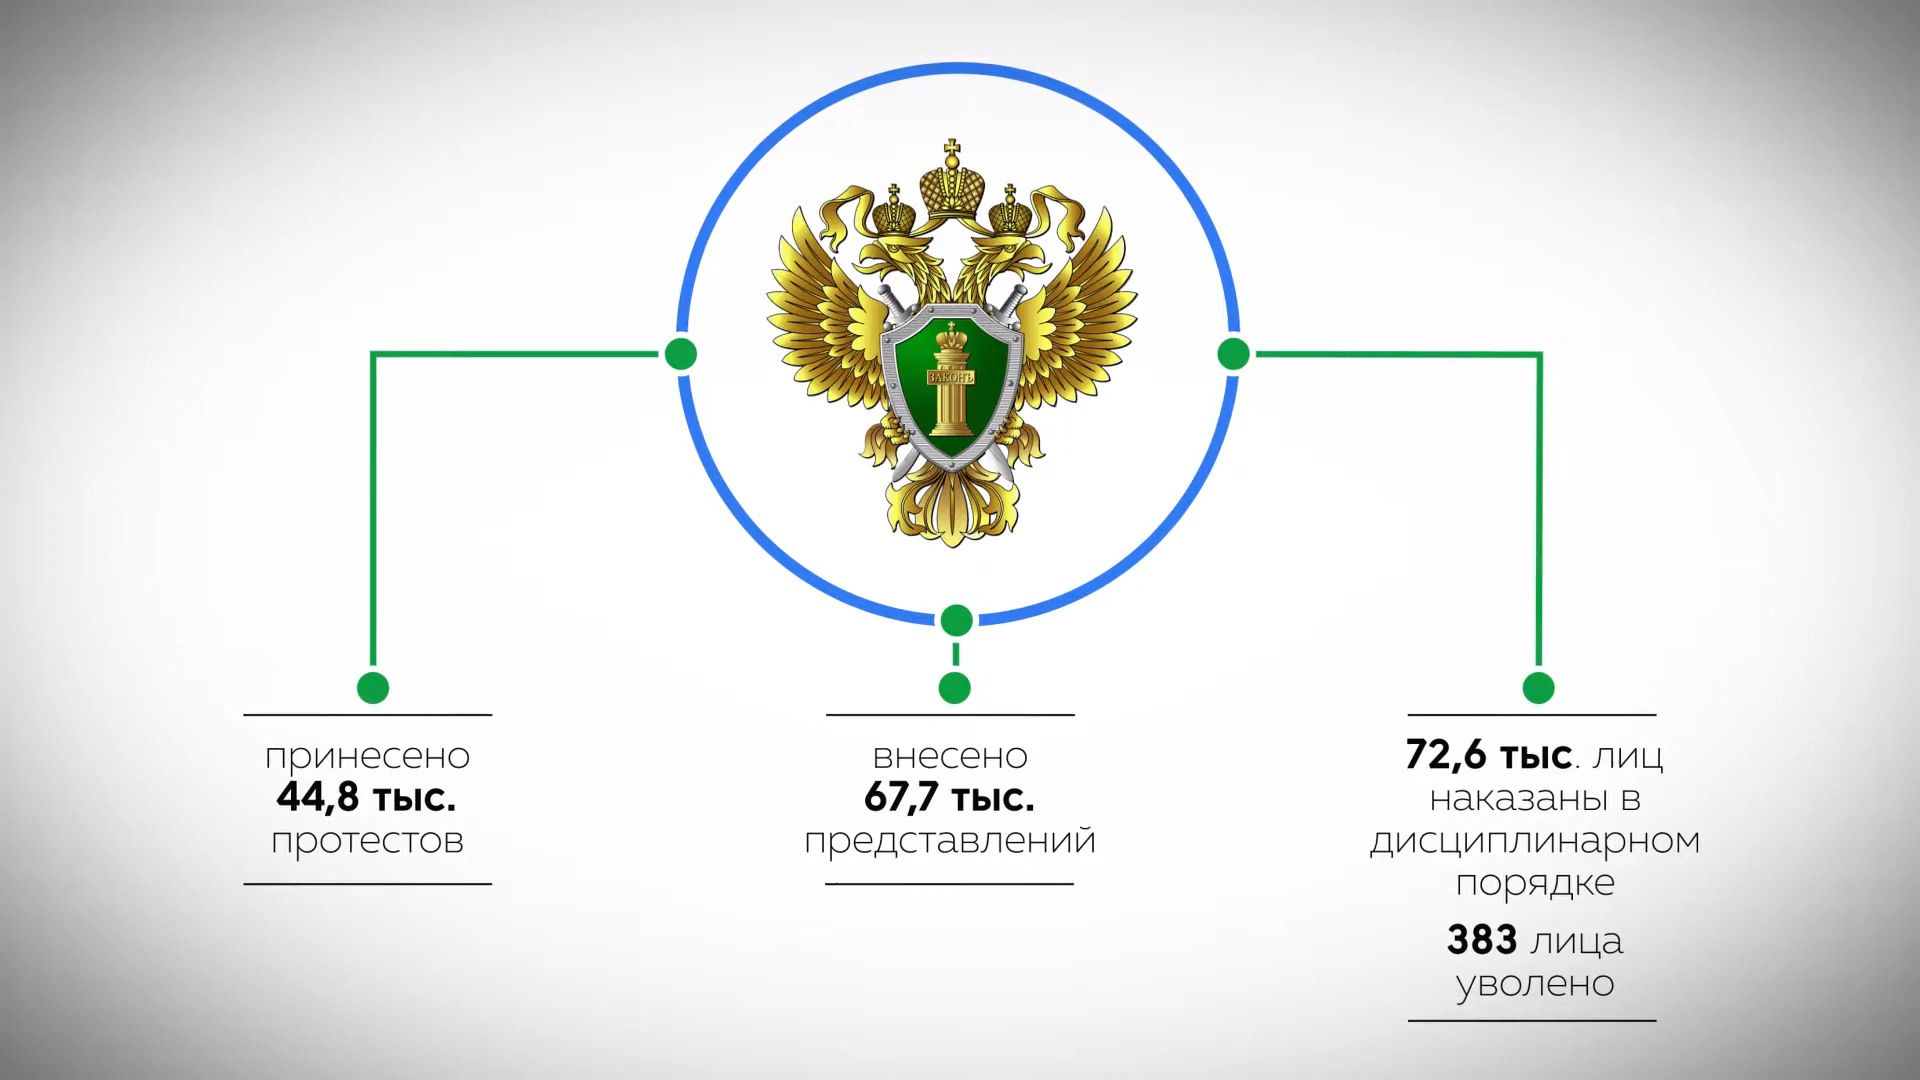 ЗАКОНЪ
принесено
44,8 тыс.
протестов
внесено
67,7 тыс.
представлений
72,6 тыс. лиц
наказаны в
дисциплинарном
порядке
383 лица
уволено